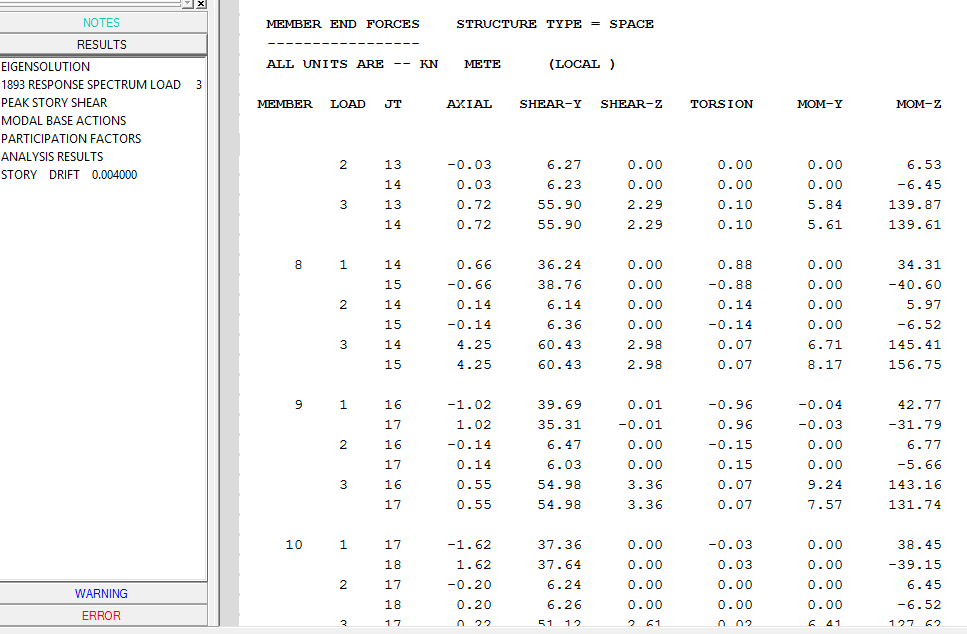 NOTES
RESULTS
EIGENSOLUTION
1893 RESPONSE SPECTRUM LOAD 3
PEAK STORY SHEAR
MODAL BASE ACTIONS
PARTICIPATION FACTORS
ANALYSIS RESULTS
STORY DRIFT 0.004000
WARNING
ERROR
MEMBER END FORCES STRUCTURE TYPE = SPACE
-----------------
ALL UNITS ARE -- KN METE (LOCAL )
MEMBER LOAD JT AXIAL SHEAR-Y SHEAR-Z TORSION MOM-Y MOM-Z
2 13 -0.03 6.27 0.00 0.00 0.00 6.53
14 0.03 6.23 0.00 0.00 0.00 -6.45
3 13 0.72 55.90 2.29 0.10 5.84 139.87
14 0.72 55.90 2.29 0.10 5.61 139.61
8 1 14 0.66 36.24 0.00 0.88 0.00 34.31
15 -0.66 38.76 0.00 -0.88 0.00 -40.60
2 14 0.14 6.14 0.00 0.14 0.00 5.97
15 -0.14 6.36 0.00 -0.14 0.00 -6.52
3 14 4.25 60.43 2.98 0.07 6.71 145.41
15 4.25 60.43 2.98 0.07 8.17 156.75
9 1 16 -1.02 39.69 0.01 -0.96 -0.04 42.77
17 1.02 35.31 -0.01 0.96 -0.03 -31.79
2 16 -0.14 6.47 0.00 -0.15 0.00 6.77
17 0.14 6.03 0.00 0.15 0.00 -5.66
3 16 0.55 54.98 3.36 0.07 9.24 143.16
17 0.55 54.98 3.36 0.07 7.57 131.74
10 1 17 -1.62 37.36 0.00 -0.03 0.00 38.45
18 1.62 37.64 0.00 0.03 0.00 -39.15
2 17 -0.20 6.24 0.00 0.00 0.00 6.45
18 0.20 6.26 0.00 0.00 0.00 -6.52
3 17 0.22 51.12 2.61 0.02 6.41 127.62